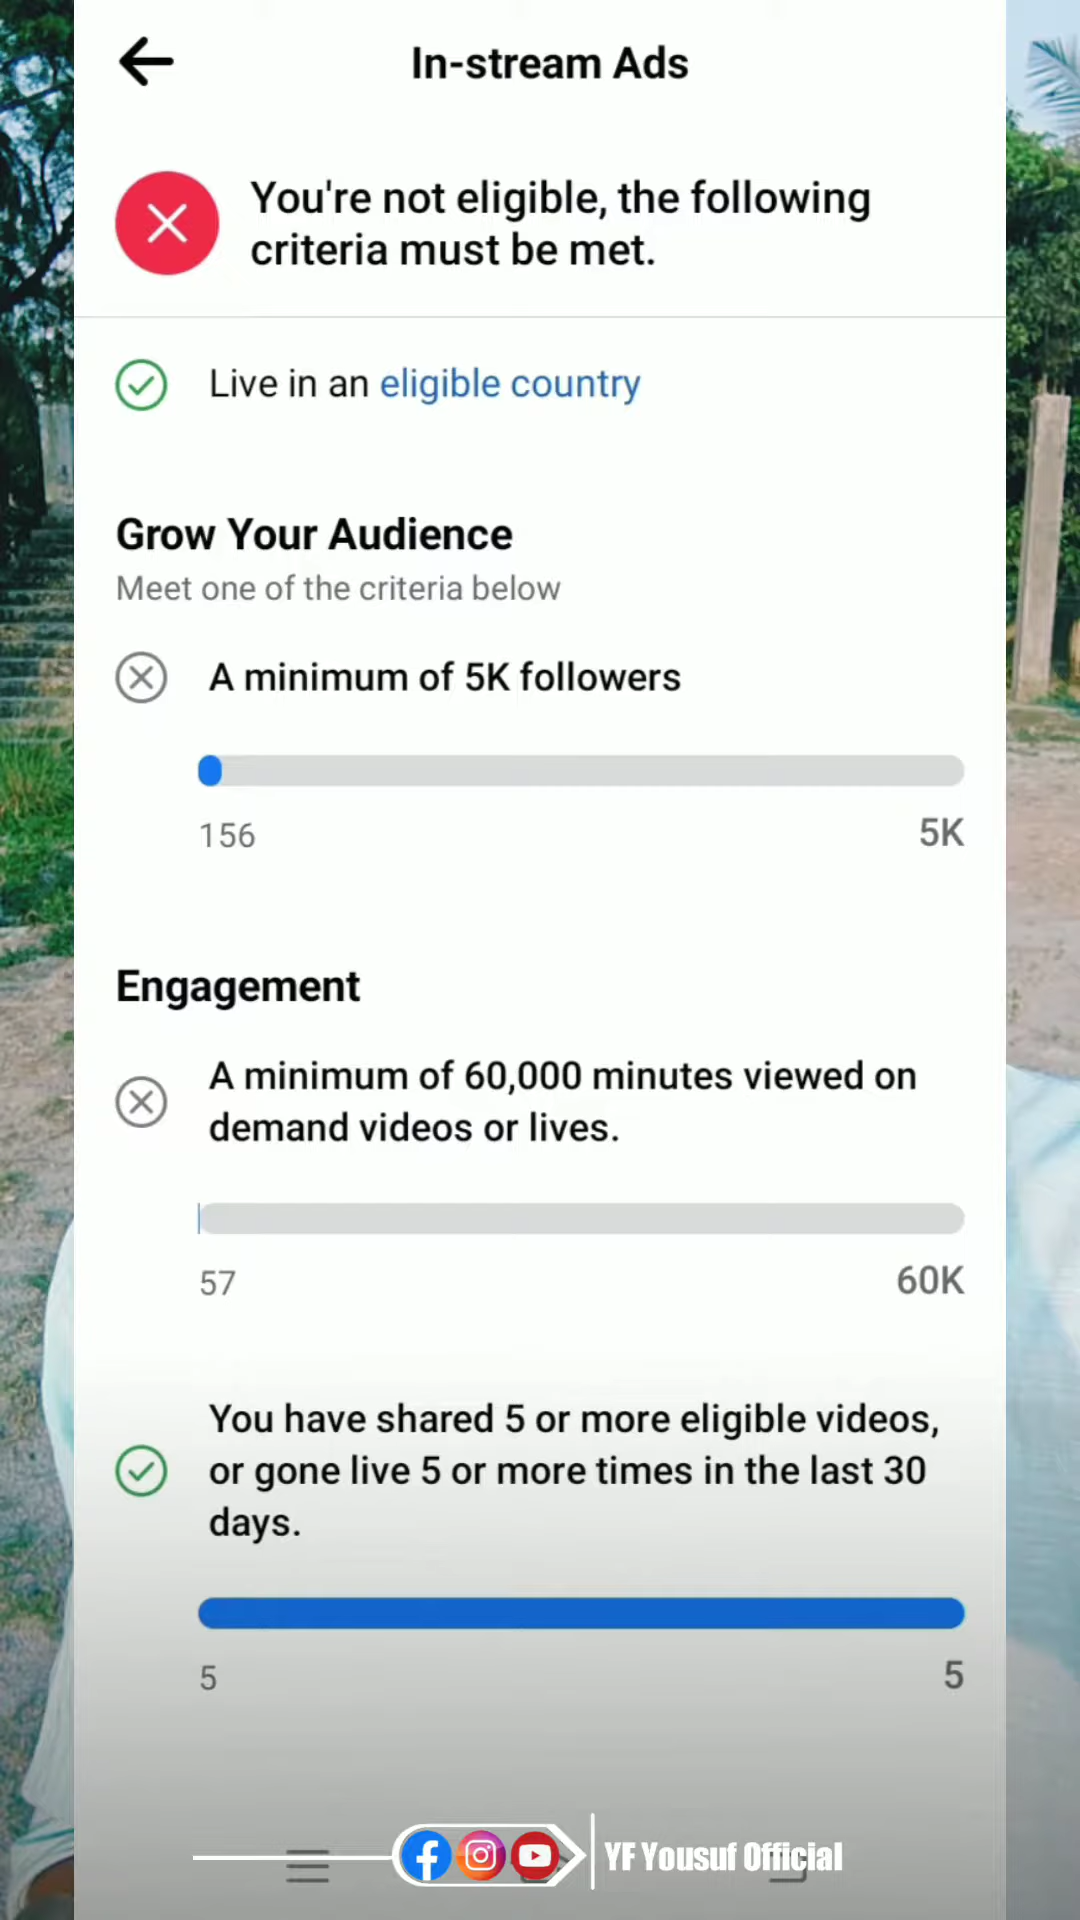 In-stream Ads
You're not eligible, the following
criteria must be met.
Live in an eligible country
Grow Your Audience
Meet one of the criteria below
A minimum of 5K followers
156 5K
Engagement
A minimum of 60,000 minutes viewed on
demand videos or lives.
57 60K
You have shared 5 or more eligible videos,
or gone live 5 or more times in the last 30
days.
5 5
YF Yousuf Official